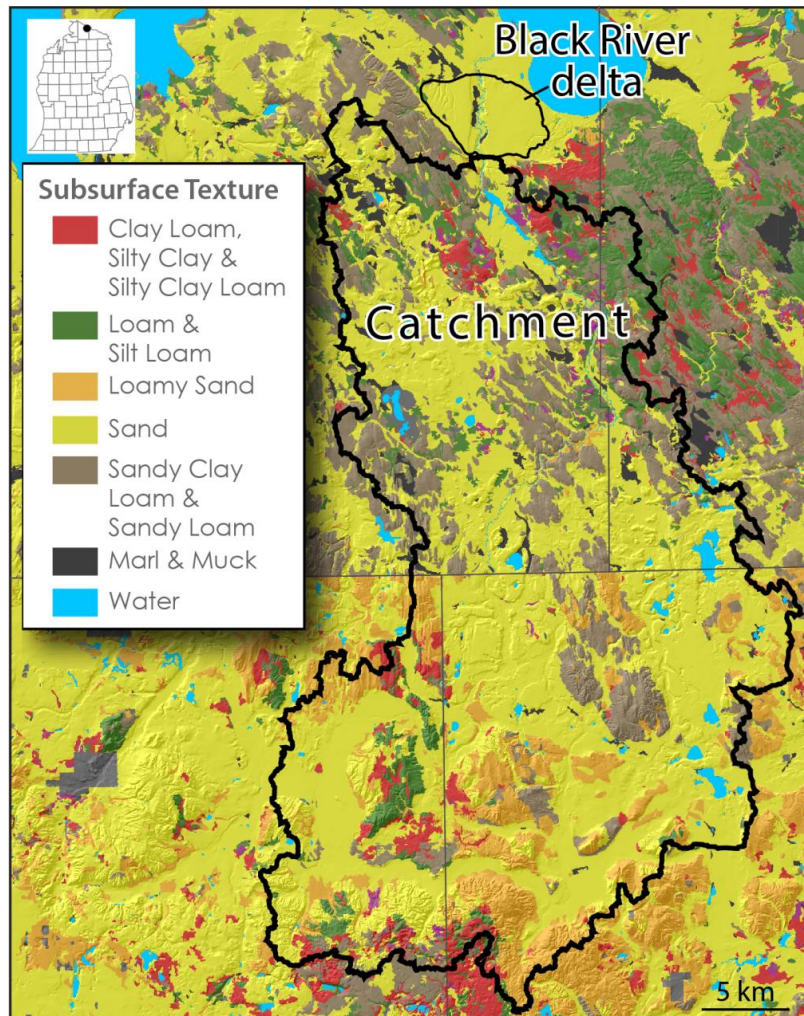 Black River
delta
Subsurface Texture
Clay Loam,
Silty Clay &
Silty Clay Loam
Loam &
Silt Loam
Loamy Sand
Sand
Sandy Clay
Loam &
Sandy Loam
Marl & Muck
Water
Catchment
5 km